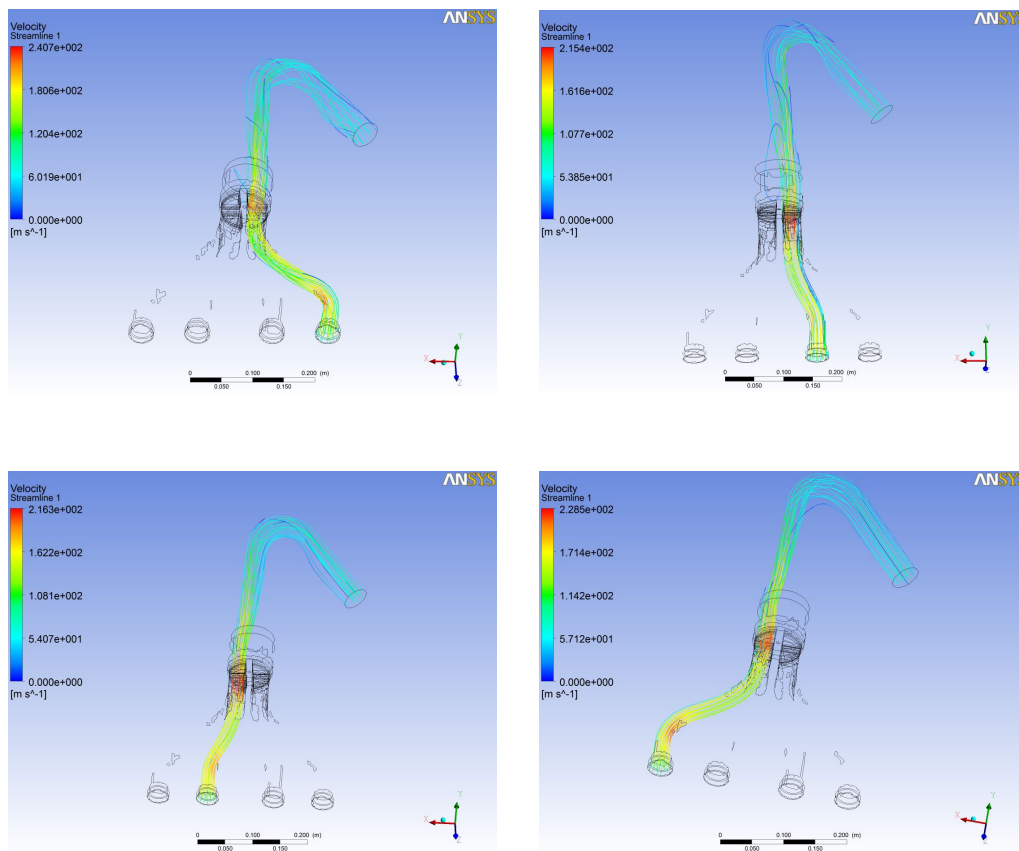 ANSYS
Velocity
Streamline 1
2.407e+002
1.806e+002
1.204e+002
6.019e+001
0.000e+000
[m s^-1]
Y
X
Z
0 0.100 0.200 (m)
0.050 0.150
ANSYS
Velocity
Streamline 1
2.154e+002
1.616e+002
1.077e+002
5.385e+001
0.000e+000
[m s^-1]
Y
X
0 0.100 0.200 (m)
0.050 0.150
ANSYS
Velocity
Streamline 1
2.163e+002
1.622e+002
1.081e+002
5.407e+001
0.000e+000
[m s^-1]
Y
X
Z
0 0.100 0.200 (m)
0.050 0.150
ANSYS
Velocity
Streamline 1
2.285e+002
1.714e+002
1.142e+002
5.712e+001
0.000e+000
[m s^-1]
Y
X
Z
0 0.100 0.200 (m)
0.050 0.150